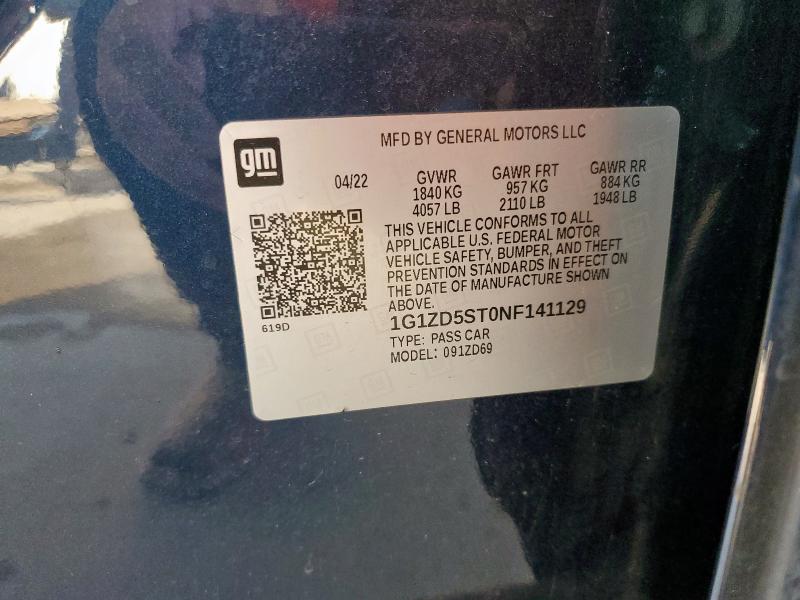 gm
MFD BY GENERAL MOTORS LLC
04/22
GVWR
1840 KG
4057 LB
GAWR FRT
957 KG
2110 LB
GAWR RR
884 KG
1948 LB
THIS VEHICLE CONFORMS TO ALL
APPLICABLE U.S. FEDERAL MOTOR
VEHICLE SAFETY, BUMPER, AND THEFT
PREVENTION STANDARDS IN EFFECT ON
THE DATE OF MANUFACTURE SHOWN
ABOVE.
1G1ZD5ST0NF141129
TYPE: PASS CAR
MODEL: 091ZD69
619D